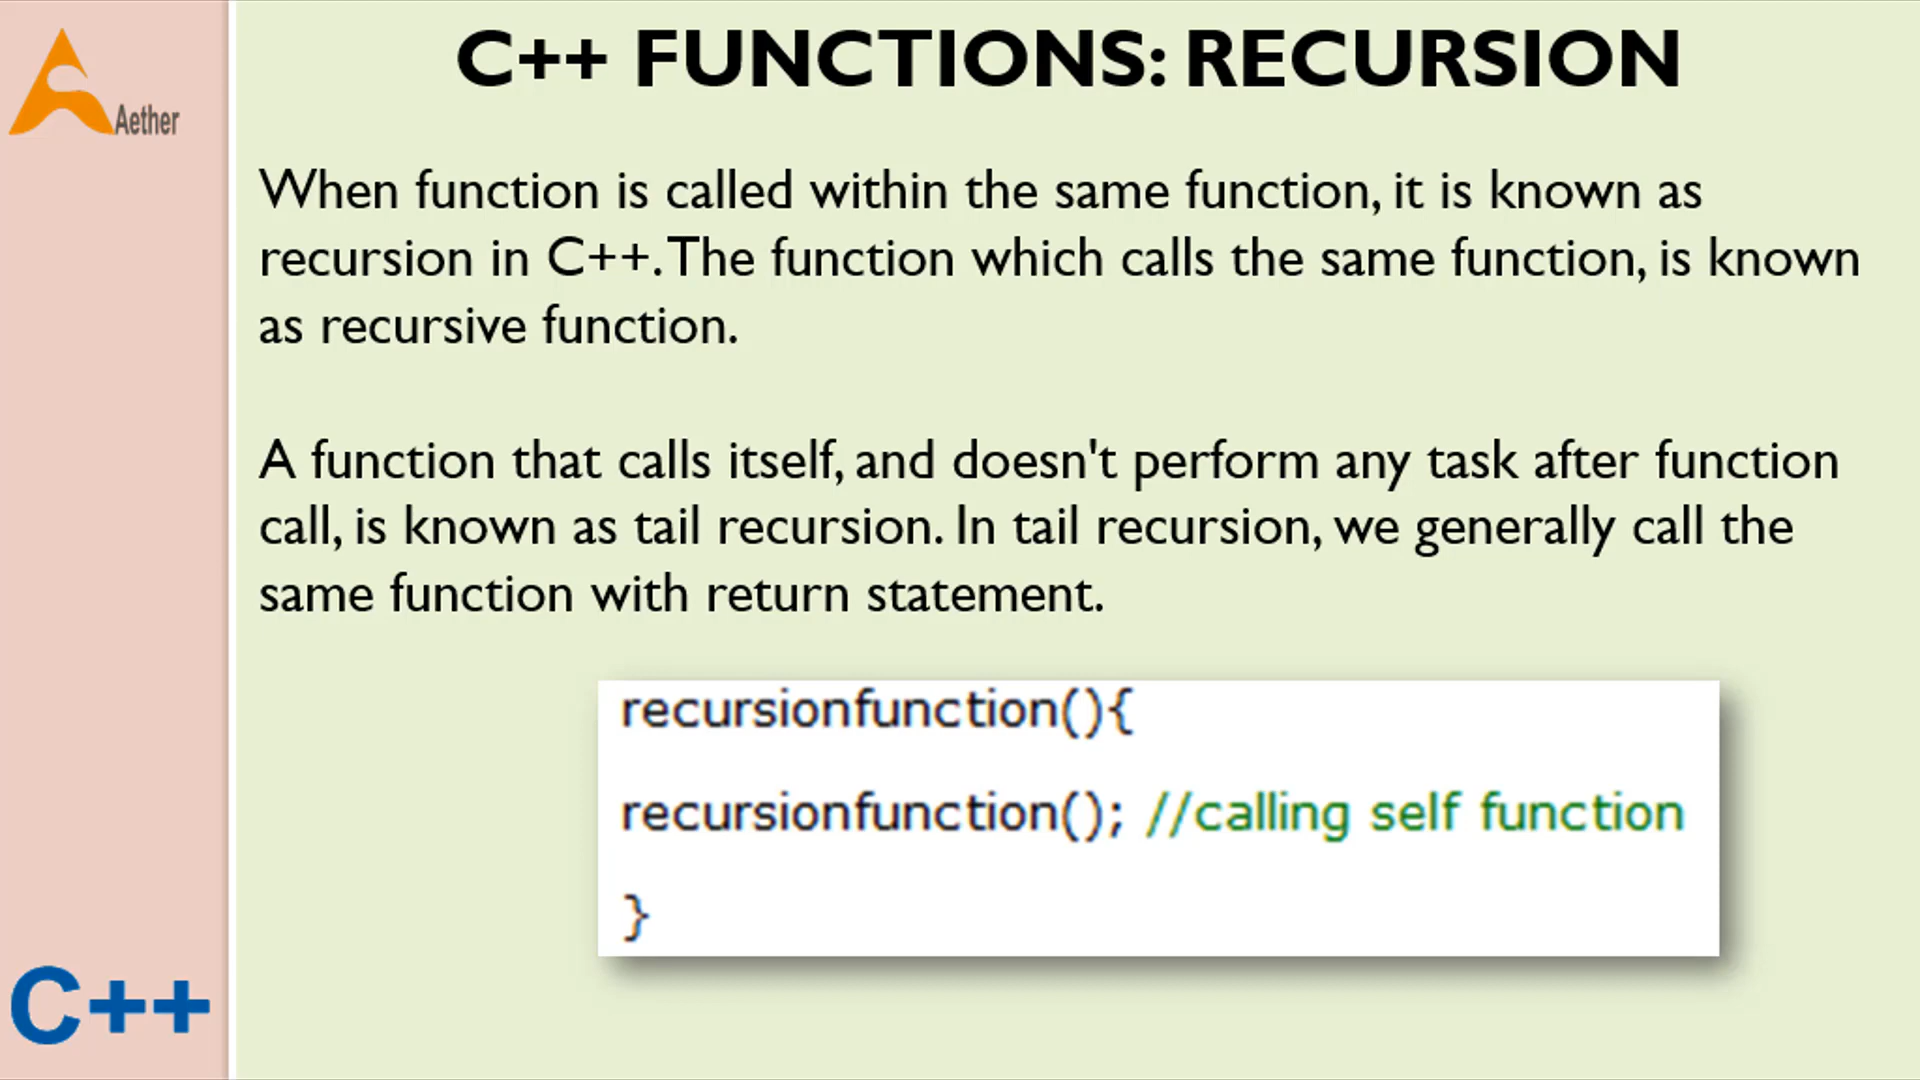 C++ FUNCTIONS: RECURSION
Aether
When function is called within the same function, it is known as
recursion in C++. The function which calls the same function, is known
as recursive function.
A function that calls itself, and doesn't perform any task after function
call, is known as tail recursion. In tail recursion, we generally call the
same function with return statement.
recursionfunction(){
recursionfunction(); //calling self function
}
C++